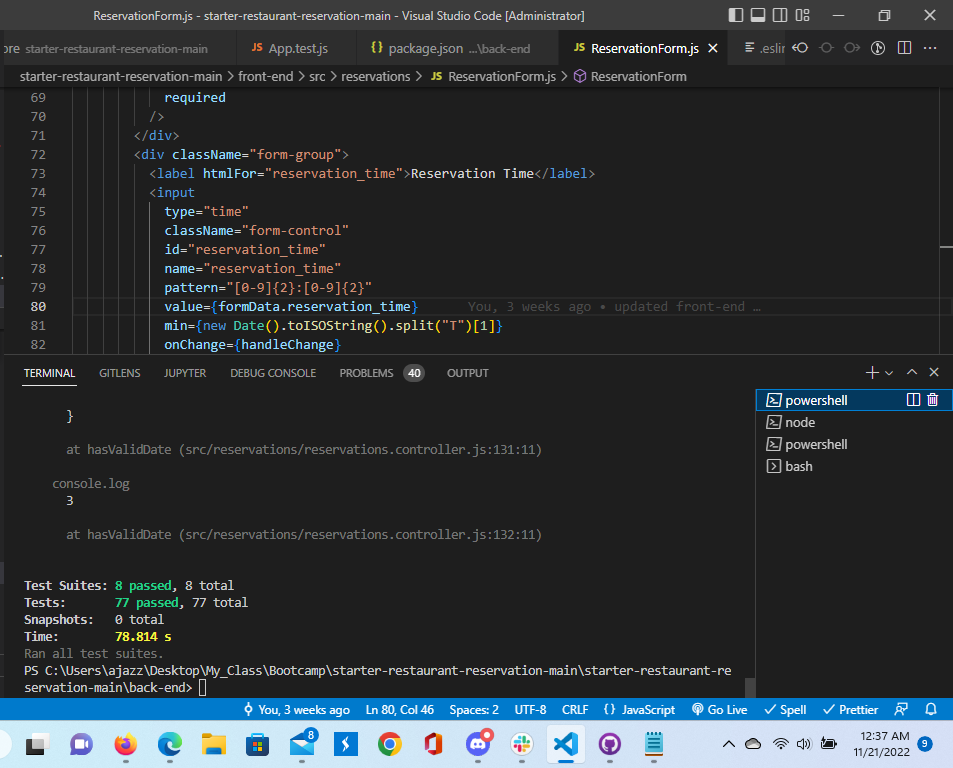 ReservationForm.js - starter-restaurant-reservation-main - Visual Studio Code [Administrator]
ore starter-restaurant-reservation-main JS App.test.js {} package.json ...\back-end JS ReservationForm.js .eslin
starter-restaurant-reservation-main > front-end > src > reservations > JS ReservationForm.js > ReservationForm
69 required
70 />
71 </div>
72 <div className="form-group">
73 <label htmlFor="reservation_time">Reservation Time</label>
74 <input
75 type="time"
76 className="form-control"
77 id="reservation_time"
78 name="reservation_time"
79 pattern="[0-9]{2}:[0-9]{2}"
80 value={formData.reservation_time} You, 3 weeks ago • updated front-end …
81 min={new Date().toISOString().split("T")[1]}
82 onChange={handleChange}
TERMINAL GITLENS JUPYTER DEBUG CONSOLE PROBLEMS 40 OUTPUT
}
at hasValidDate (src/reservations/reservations.controller.js:131:11)
console.log
3
at hasValidDate (src/reservations/reservations.controller.js:132:11)
Test Suites: 8 passed, 8 total
Tests: 77 passed, 77 total
Snapshots: 0 total
Time: 78.814 s
Ran all test suites.
PS C:\Users\ajazz\Desktop\My_Class\Bootcamp\starter-restaurant-reservation-main\starter-restaurant-re
servation-main\back-end>
powershell
node
powershell
bash
You, 3 weeks ago Ln 80, Col 46 Spaces: 2 UTF-8 CRLF {} JavaScript Go Live Spell Prettier
8
12:37 AM
11/21/2022
9